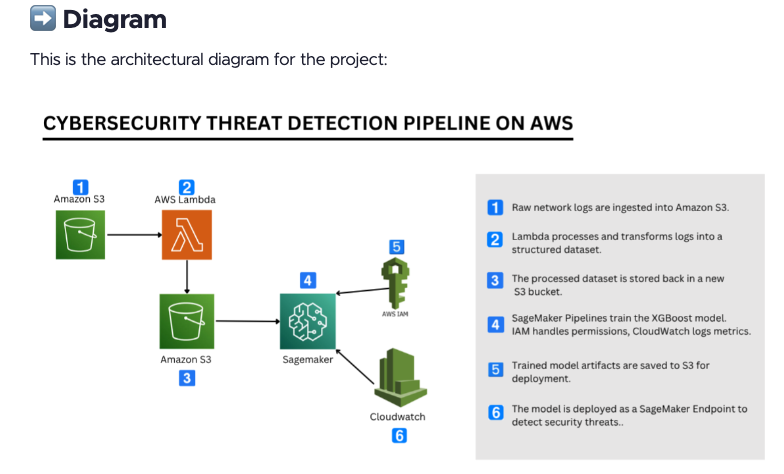 ➡️ Diagram
This is the architectural diagram for the project:
CYBERSECURITY THREAT DETECTION PIPELINE ON AWS
1
Amazon S3
2
AWS Lambda
5
AWS IAM
4
Sagemaker
Amazon S3
3
Cloudwatch
6
1 Raw network logs are ingested into Amazon S3.
2 Lambda processes and transforms logs into a
structured dataset.
3 The processed dataset is stored back in a new
S3 bucket.
4 SageMaker Pipelines train the XGBoost model.
IAM handles permissions, CloudWatch logs metrics.
5 Trained model artifacts are saved to S3 for
deployment.
6 The model is deployed as a SageMaker Endpoint to
detect security threats..